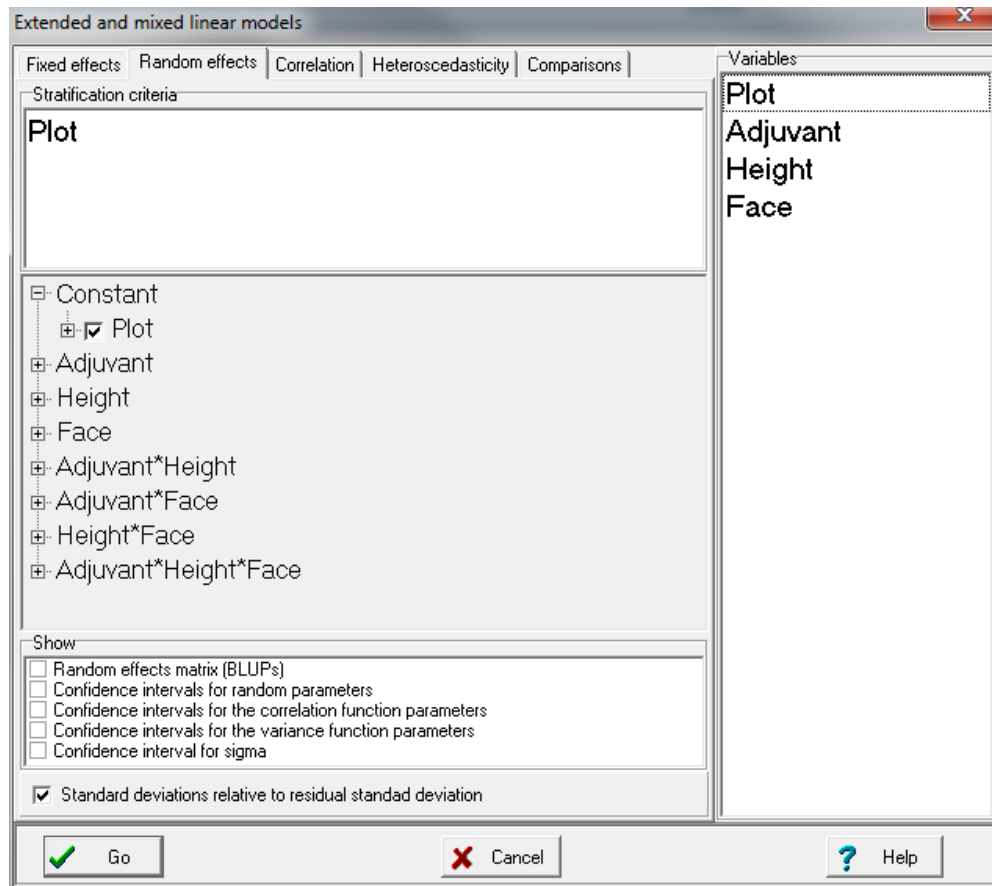 Extended and mixed linear models
X
Fixed effects Random effects Correlation Heteroscedasticity Comparisons
Stratification criteria
Plot
Constant
Plot
Adjuvant
Height
Face
Adjuvant*Height
Adjuvant*Face
Height*Face
Adjuvant*Height*Face
Show
Random effects matrix (BLUPs)
Confidence intervals for random parameters
Confidence intervals for the correlation function parameters
Confidence intervals for the variance function parameters
Confidence interval for sigma
Standard deviations relative to residual standad deviation
Variables
Plot
Adjuvant
Height
Face
Go Cancel ? Help